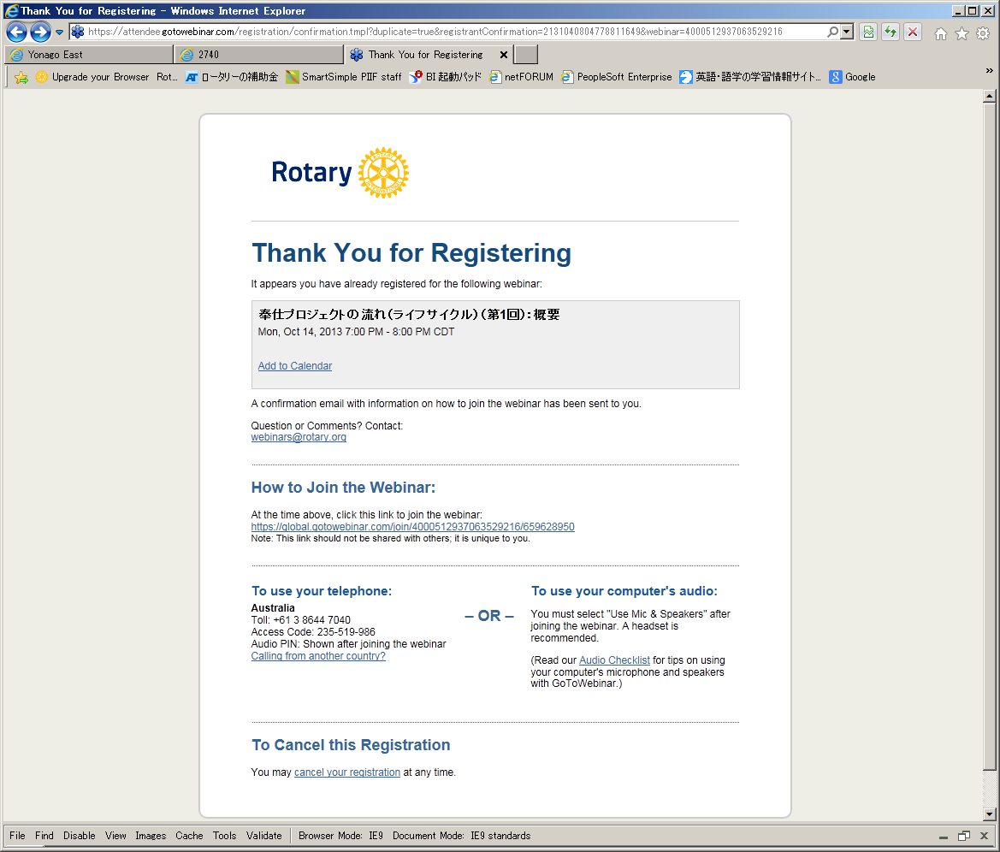 Thank You for Registering - Windows Internet Explorer
https://attendee.gotowebinar.com/registration/confirmation.tmpl?duplicate=true&registrantConfirmation=2131040804778811649&webinar=4000512937063529216
Yonago East
2740
Thank You for Registering
Upgrade your Browser
Rot...
ロータリーの補助金
SmartSimple PIIF staff
BI 起動パッド
netFORUM
PeopleSoft Enterprise
英語・語学の学習情報サイト...
Google
Rotary
ROTARY INTERNATIONAL
Thank You for Registering
It appears you have already registered for the following webinar:
奉仕プロジェクトの流れ(ライフサイクル)(第1回):概要
Mon, Oct 14, 2013 7:00 PM - 8:00 PM CDT
Add to Calendar
A confirmation email with information on how to join the webinar has been sent to you.
Question or Comments? Contact:
webinars@rotary.org
How to Join the Webinar:
At the time above, click this link to join the webinar:
https://global.gotowebinar.com/join/4000512937063529216/659628950
Note: This link should not be shared with others; it is unique to you.
To use your telephone:
Australia
Toll: +61 3 8644 7040
Access Code: 235-519-986
Audio PIN: Shown after joining the webinar
Calling from another country?
– OR –
To use your computer's audio:
You must select "Use Mic & Speakers" after
joining the webinar. A headset is
recommended.
(Read our Audio Checklist for tips on using
your computer's microphone and speakers
with GoToWebinar.)
To Cancel this Registration
You may cancel your registration at any time.
File Find Disable View Images Cache Tools Validate Browser Mode: IE9 Document Mode: IE9 standards